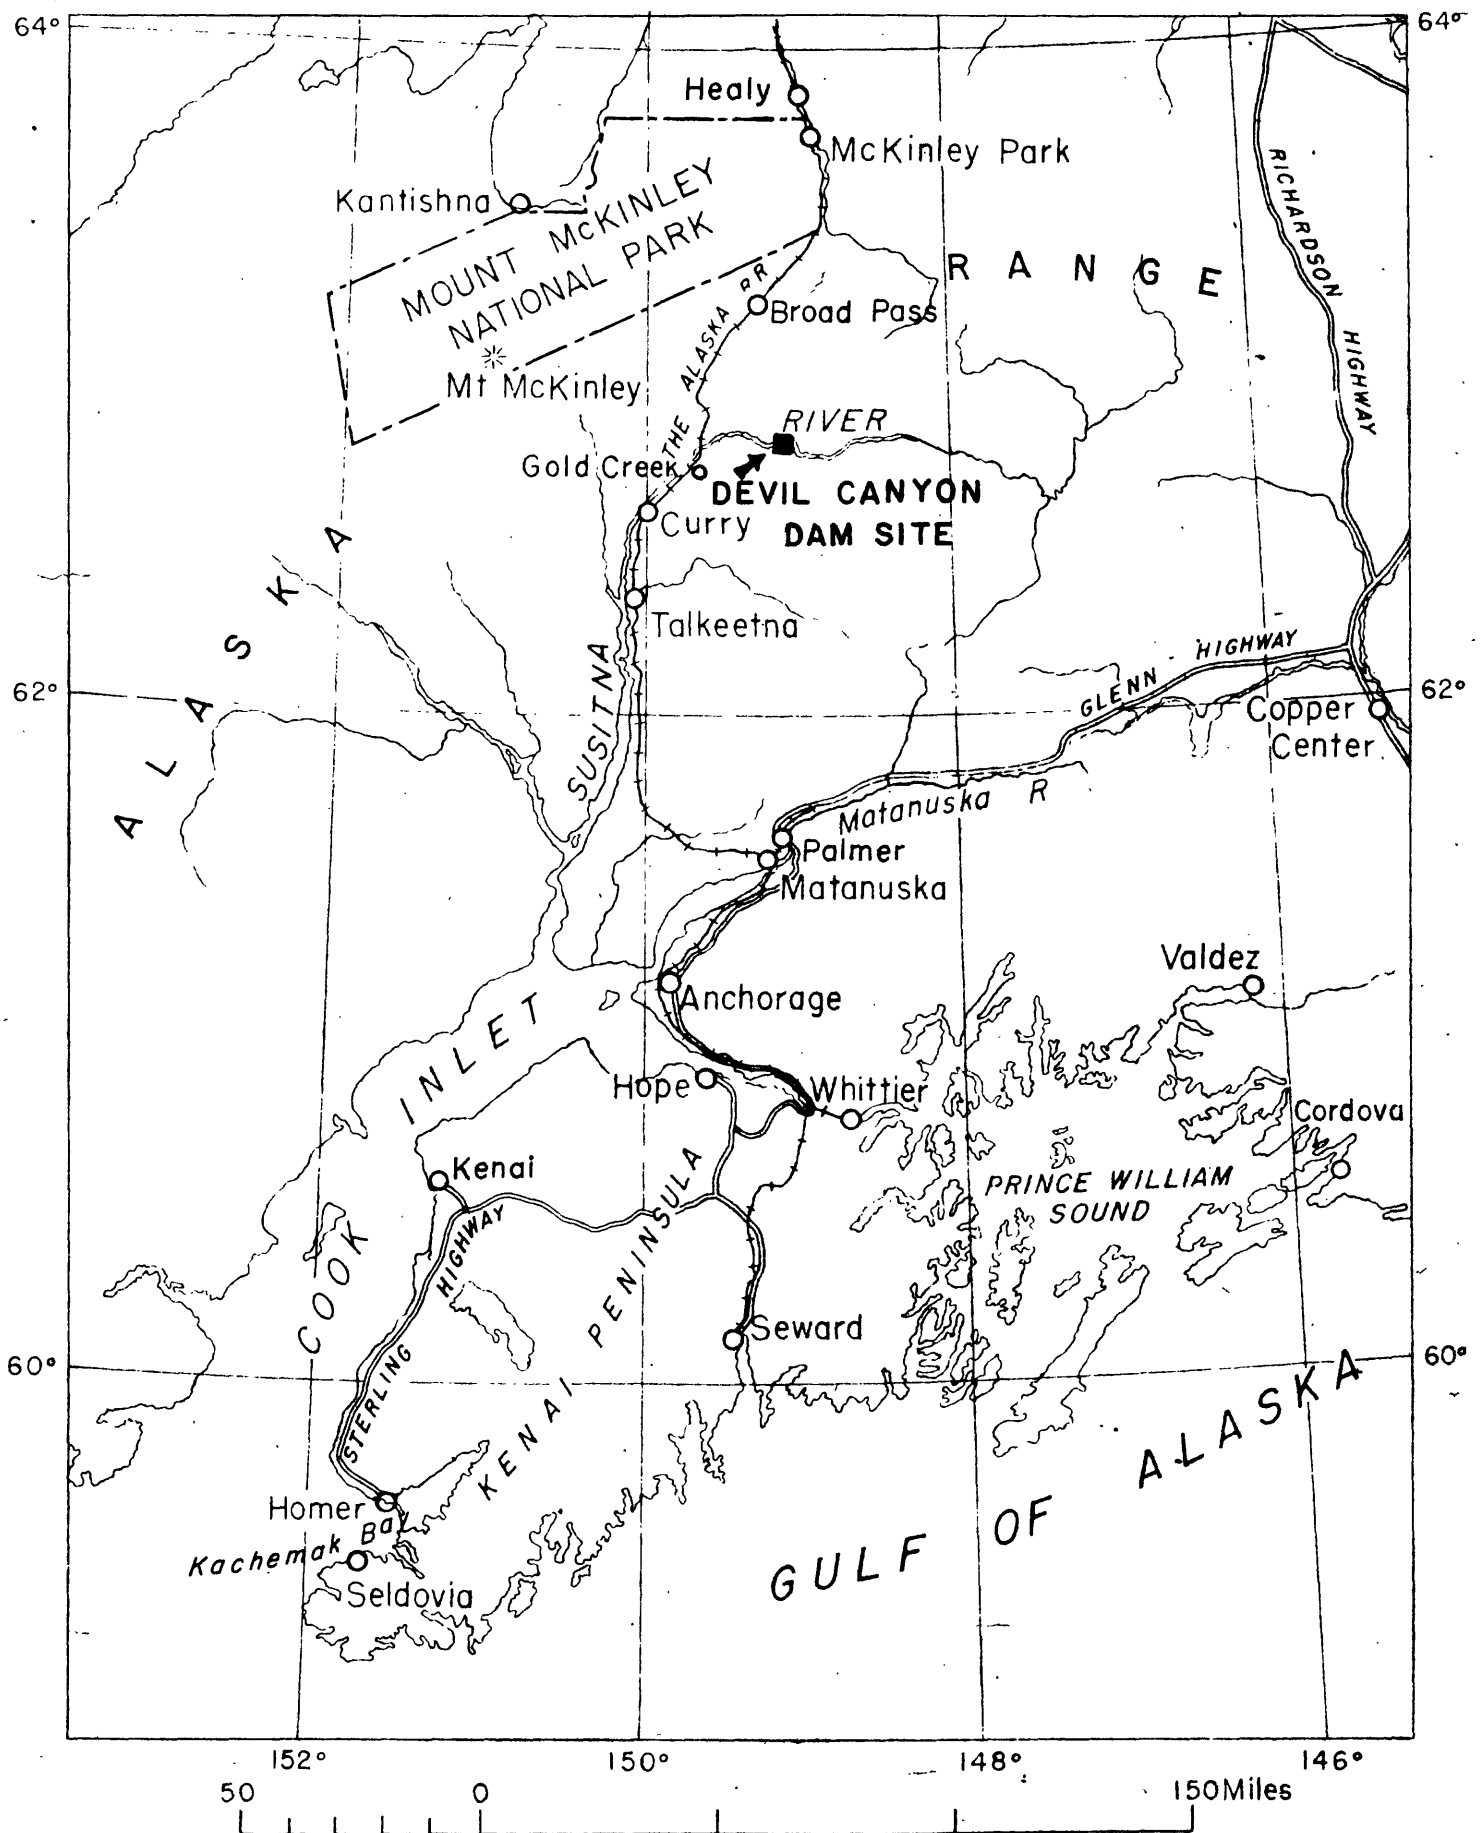 64°
64°
Healy
McKinley Park
Kantishna
MOUNT McKINLEY
NATIONAL PARK
Mt McKinley
RANGE
RICHARDSON
HIGHWAY
Broad Pass
THE ALASKA RR
RIVER
Gold Creek
DEVIL CANYON
DAM SITE
Curry
ALASKA
Talkeetna
SUSITNA
62°
62°
GLENN HIGHWAY
Copper
Center
Matanuska R
Palmer
Matanuska
Valdez
Anchorage
COOK INLET
Hope
Whittier
Cordova
Kenai
PRINCE WILLIAM
SOUND
STERLING HIGHWAY
KENAI PENINSULA
Seward
60°
60°
Homer
Kachemak Bay
Seldovia
GULF OF ALASKA
152°
150°
148°
146°
50
0
150 Miles